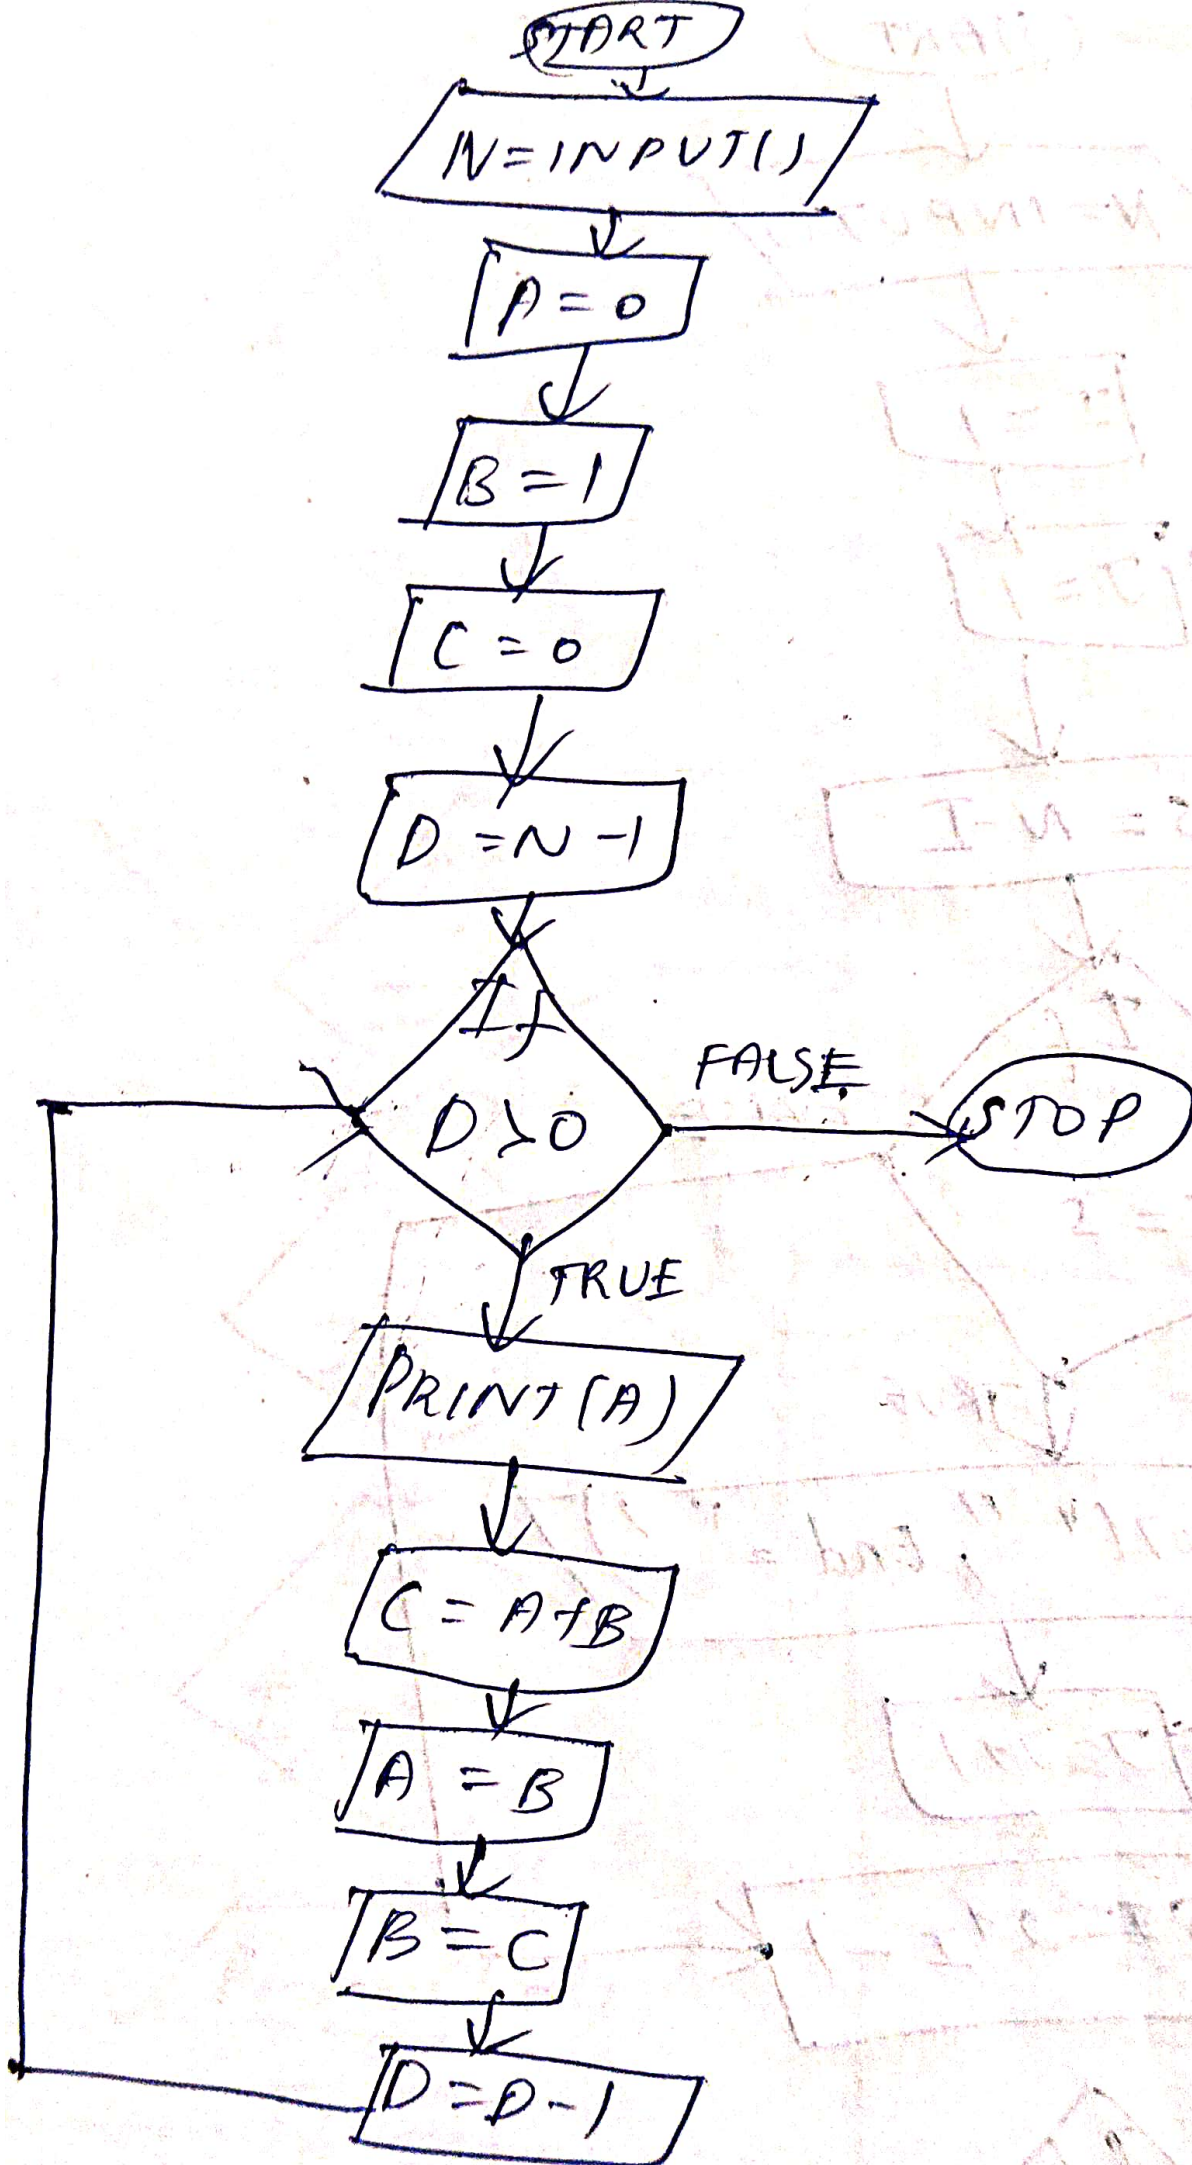 START
N=INPUT()
A=0
B=1
C=0
D=N-1
If
D>0
FALSE
STOP
TRUE
PRINT(A)
C=A+B
A=B
B=C
D=D-1